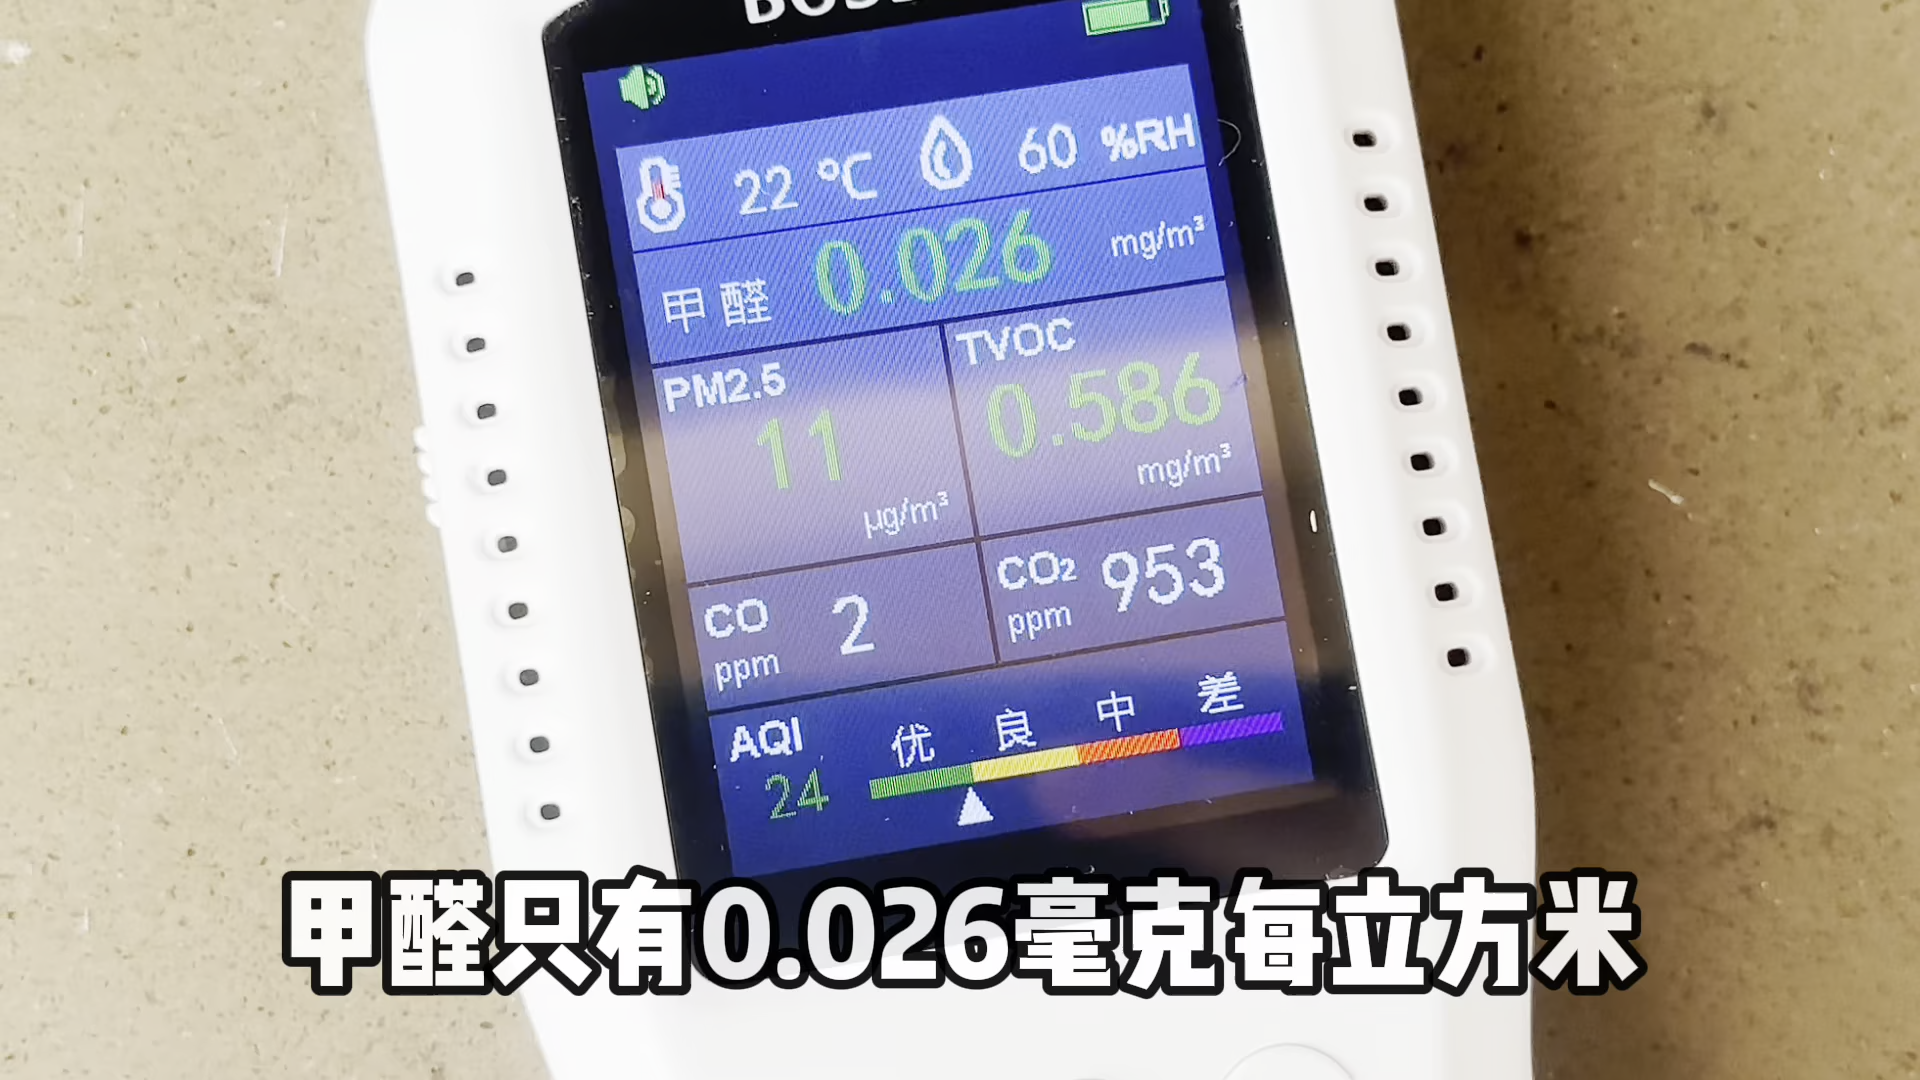 22 ℃ 60 %RH
甲醛 0.026 mg/m³
PM2.5 TVOC
11 0.586
μg/m³ mg/m³
CO ppm 2 CO₂ ppm 953
AQI 优 良 中 差
24
甲醛只有0.026毫克每立方米